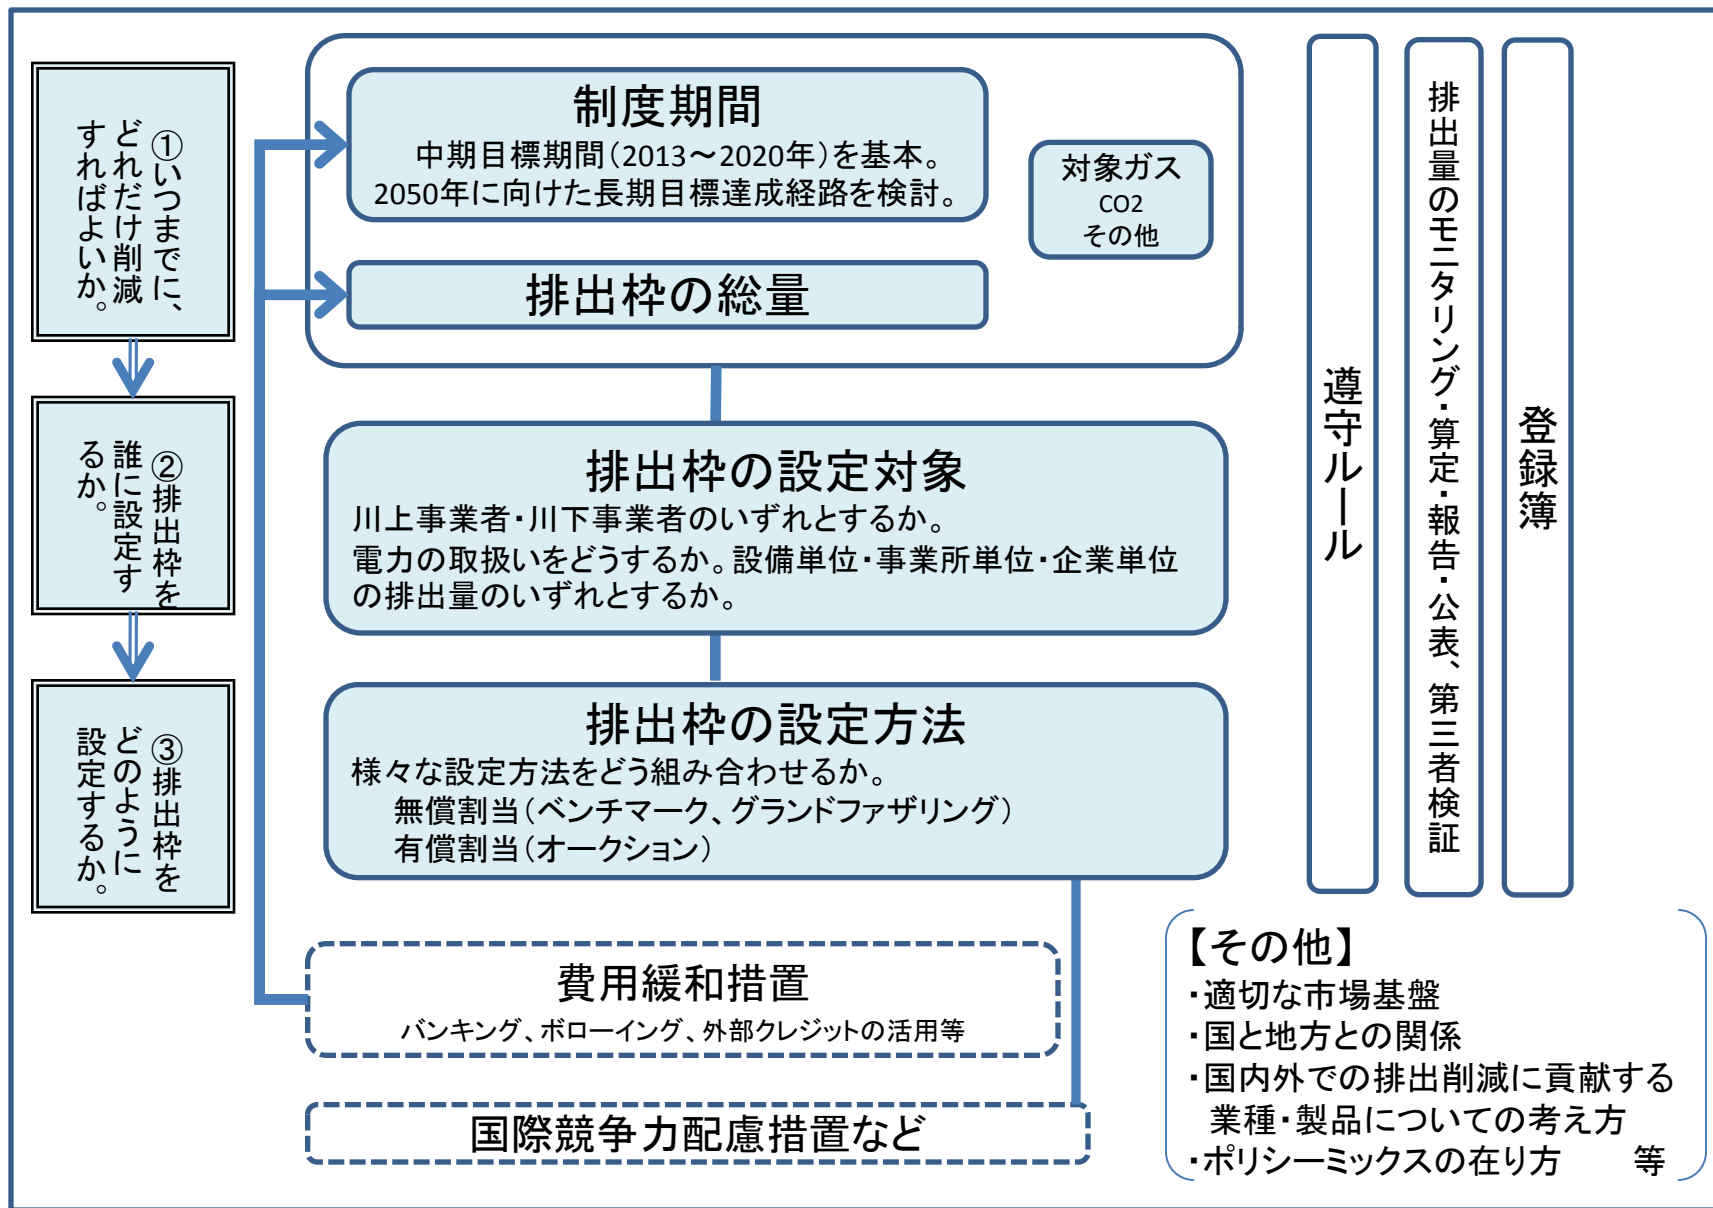 ①いつまでに、
どれだけ削減
すればよいか。
②排出枠を
誰に設定す
るか。
③排出枠を
どのように
設定するか。
制度期間
中期目標期間(2013～2020年)を基本。
2050年に向けた長期目標達成経路を検討。
対象ガス
CO2
その他
排出枠の総量
排出枠の設定対象
川上事業者・川下事業者のいずれとするか。
電力の取扱いをどうするか。設備単位・事業所単位・企業単位
の排出量のいずれとするか。
排出枠の設定方法
様々な設定方法をどう組み合わせるか。
無償割当(ベンチマーク、グランドファザリング)
有償割当(オークション)
費用緩和措置
バンキング、ボローイング、外部クレジットの活用等
国際競争力配慮措置など
遵守ルール
排出量のモニタリング・算定・報告・公表、第三者検証
登録簿
【その他】
・適切な市場基盤
・国と地方との関係
・国内外での排出削減に貢献する
業種・製品についての考え方
・ポリシーミックスの在り方　　等